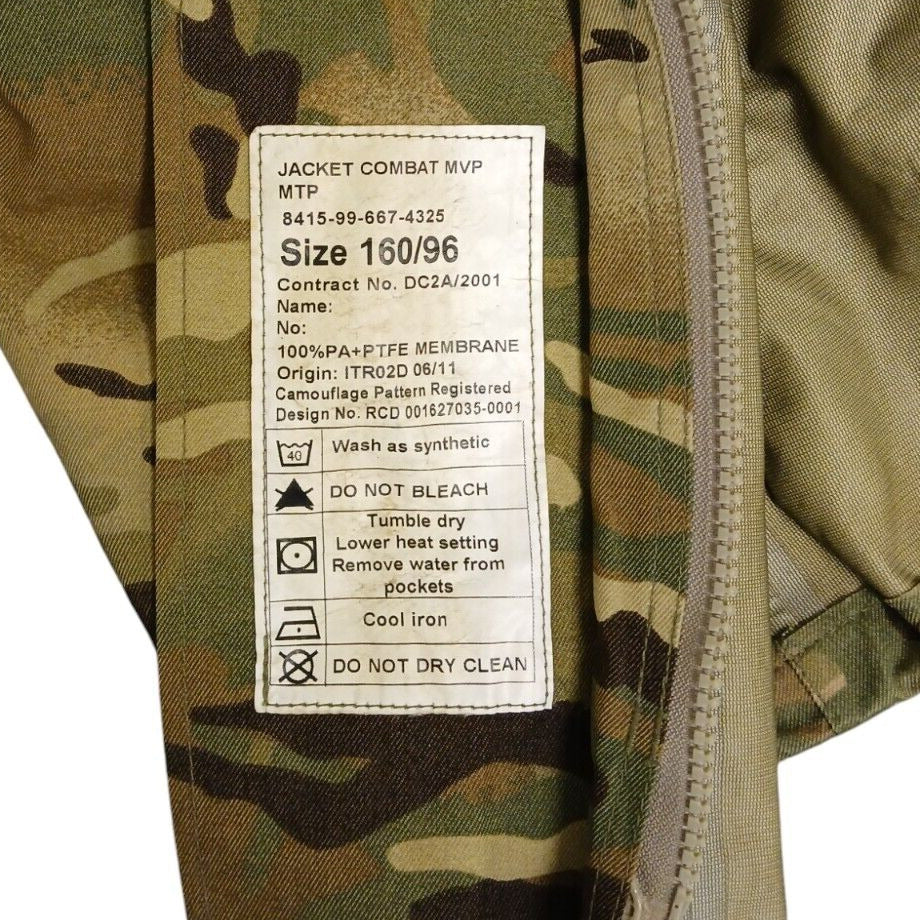 JACKET COMBAT MVP
MTP
8415-99-667-4325
Size 160/96
Contract No. DC2A/2001
Name:
No:
100%PA+PTFE MEMBRANE
Origin: ITR02D 06/11
Camouflage Pattern Registered
Design No. RCD 001627035-0001
40 Wash as synthetic
DO NOT BLEACH
Tumble dry
Lower heat setting
Remove water from
pockets
Cool iron
DO NOT DRY CLEAN